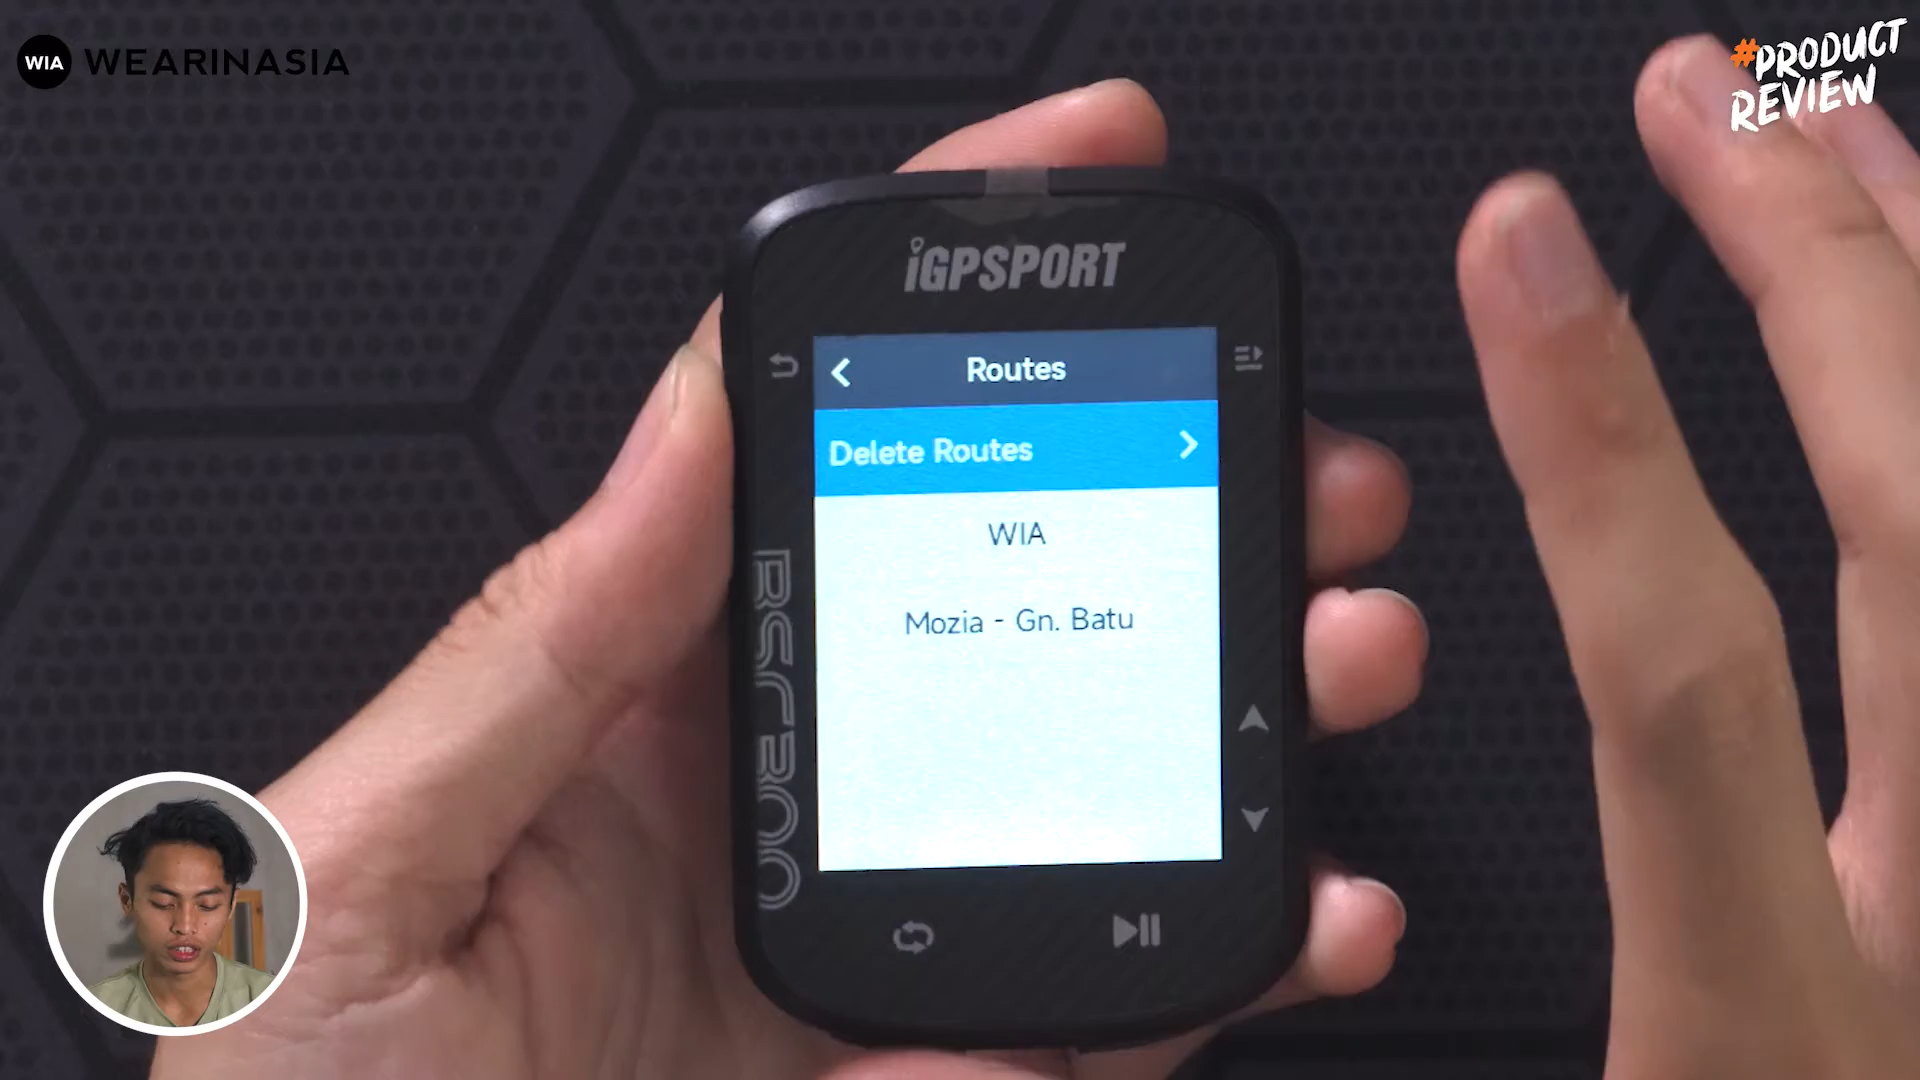 WIA WEARINASIA
#PRODUCT
REVIEW
iGPSPORT
Routes
Delete Routes
WIA
Mozia - Gn. Batu
BSC300